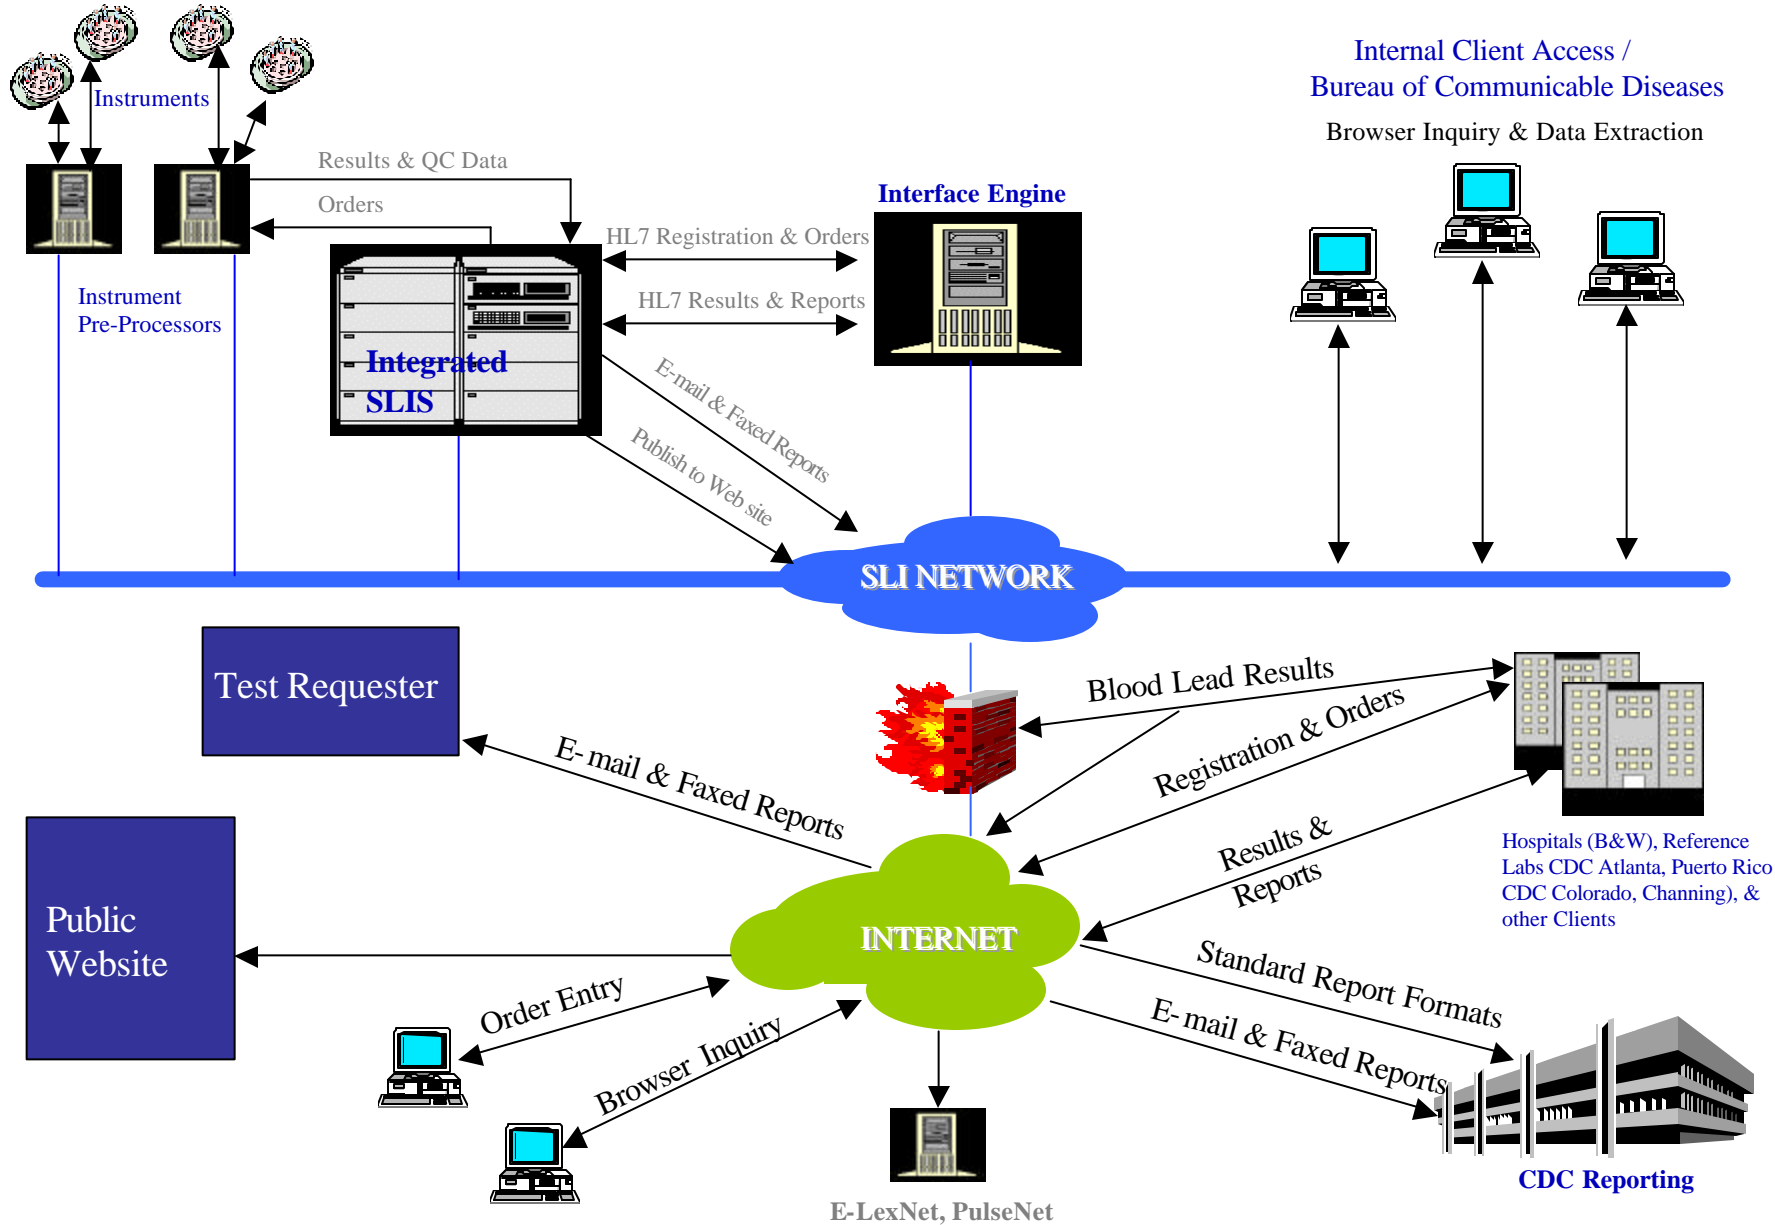 Internal Client Access /
Bureau of Communicable Diseases
Browser Inquiry & Data Extraction
Instruments
Results & QC Data
Orders
Interface Engine
HL7 Registration & Orders
HL7 Results & Reports
Instrument
Pre-Processors
Integrated
SLIS
E-mail & Faxed Reports
Publish to Web site
SLI NETWORK
Test Requester
Blood Lead Results
Registration & Orders
E-mail & Faxed Reports
Results &
Reports
Hospitals (B&W), Reference
Labs CDC Atlanta, Puerto Rico
CDC Colorado, Channing), &
other Clients
Public
Website
INTERNET
Standard Report Formats
Order Entry
E-mail & Faxed Reports
Browser Inquiry
CDC Reporting
E-LexNet, PulseNet